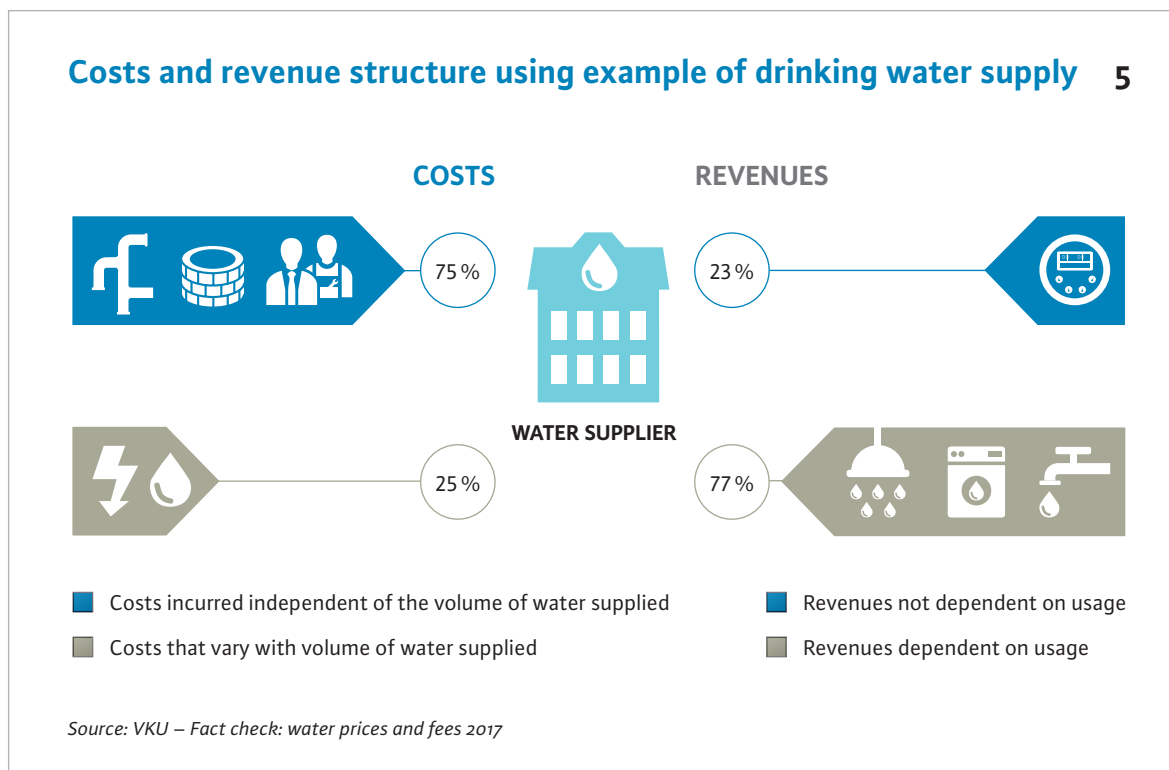 Costs and revenue structure using example of drinking water supply 5
COSTS
REVENUES
75 %
23 %
WATER SUPPLIER
25 %
77 %
Costs incurred independent of the volume of water supplied
Costs that vary with volume of water supplied
Revenues not dependent on usage
Revenues dependent on usage
Source: VKU – Fact check: water prices and fees 2017